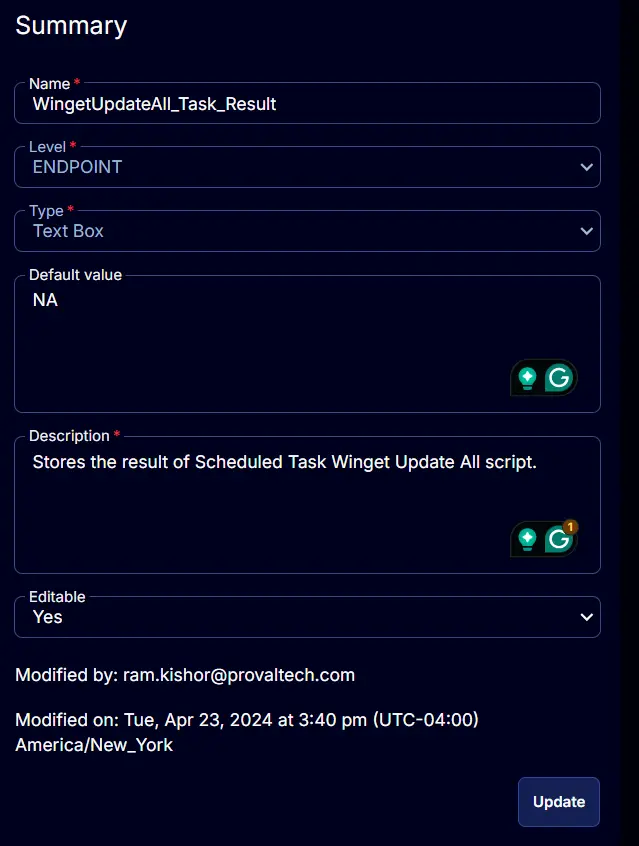 Summary
Name *
WingetUpdateAll_Task_Result
Level *
ENDPOINT
Type *
Text Box
Default value
NA
G
Description *
Stores the result of Scheduled Task Winget Update All script.
1
G
Editable
Yes
Modified by: ram.kishor@provaltech.com
Modified on: Tue, Apr 23, 2024 at 3:40 pm (UTC-04:00)
America/New_York
Update